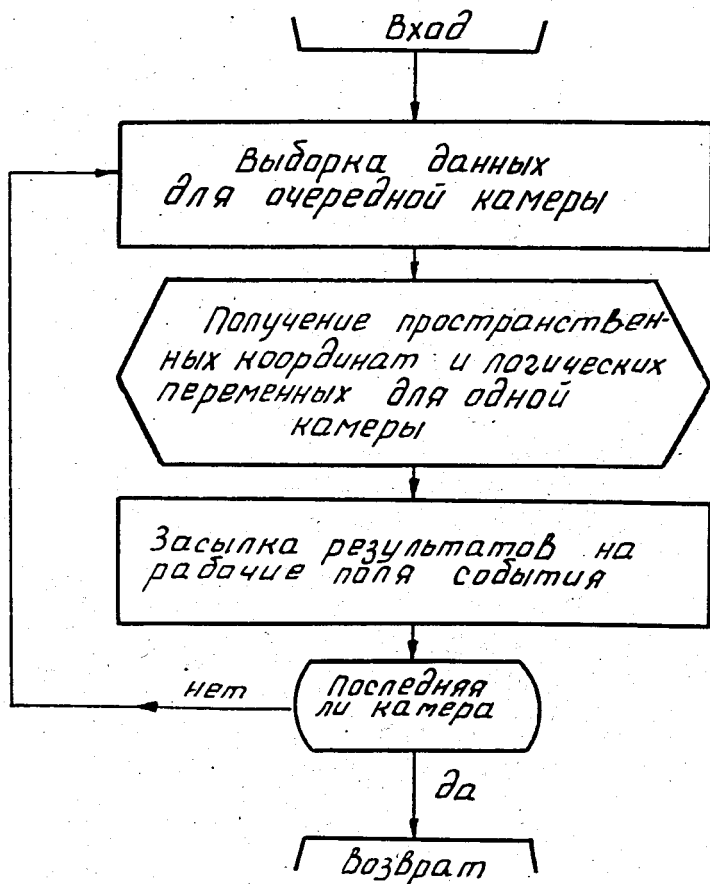 Вход
Выборка данных
для очередной камеры
Получение пространствен-
ных координат и логических
переменных для одной
камеры
Засылка результатов на
рабочие поля события
Последняя
ли камера
нет
да
Возврат